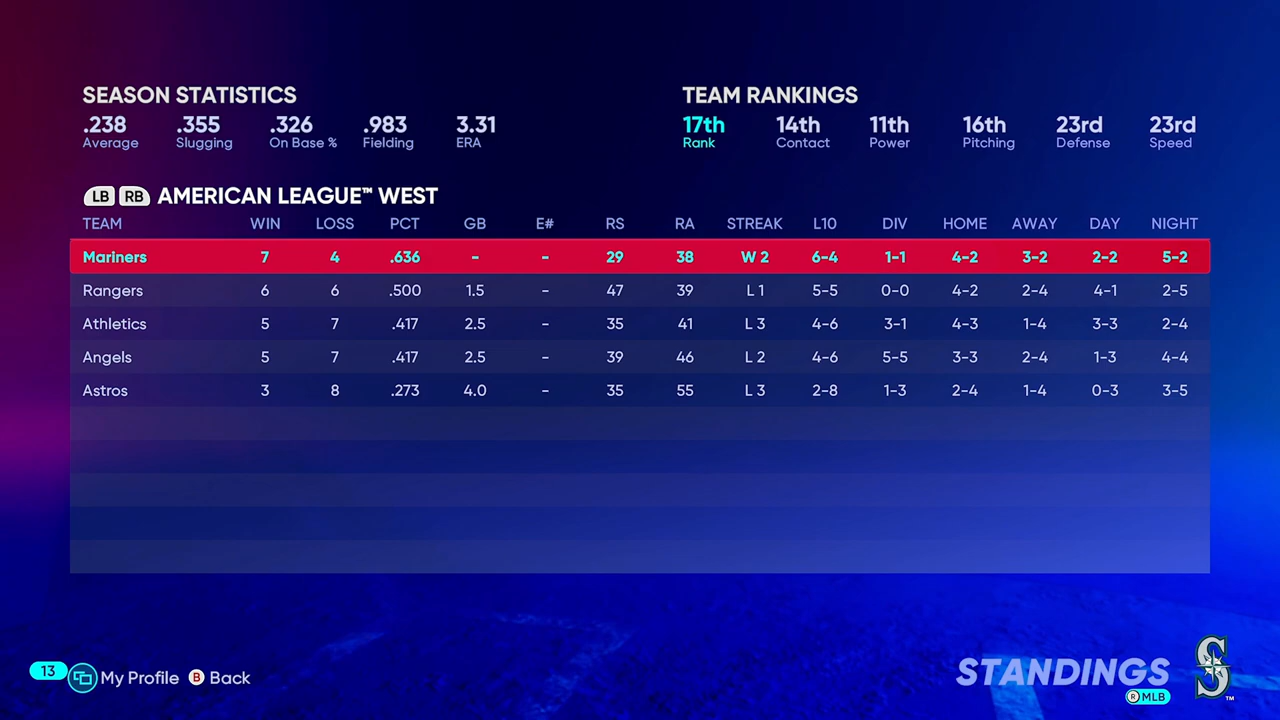 SEASON STATISTICS
.238 .355 .326 .983 3.31
Average Slugging On Base % Fielding ERA
TEAM RANKINGS
17th 14th 11th 16th 23rd 23rd
Rank Contact Power Pitching Defense Speed
LB RB AMERICAN LEAGUE™ WEST
TEAM WIN LOSS PCT GB E# RS RA STREAK L10 DIV HOME AWAY DAY NIGHT
Mariners 7 4 .636 - - 29 38 W 2 6-4 1-1 4-2 3-2 2-2 5-2
Rangers 6 6 .500 1.5 - 47 39 L 1 5-5 0-0 4-2 2-4 4-1 2-5
Athletics 5 7 .417 2.5 - 35 41 L 3 4-6 3-1 4-3 1-4 3-3 2-4
Angels 5 7 .417 2.5 - 39 46 L 2 4-6 5-5 3-3 2-4 1-3 4-4
Astros 3 8 .273 4.0 - 35 55 L 3 2-8 1-3 2-4 1-4 0-3 3-5
13 My Profile B Back
STANDINGS
R MLB
S TM